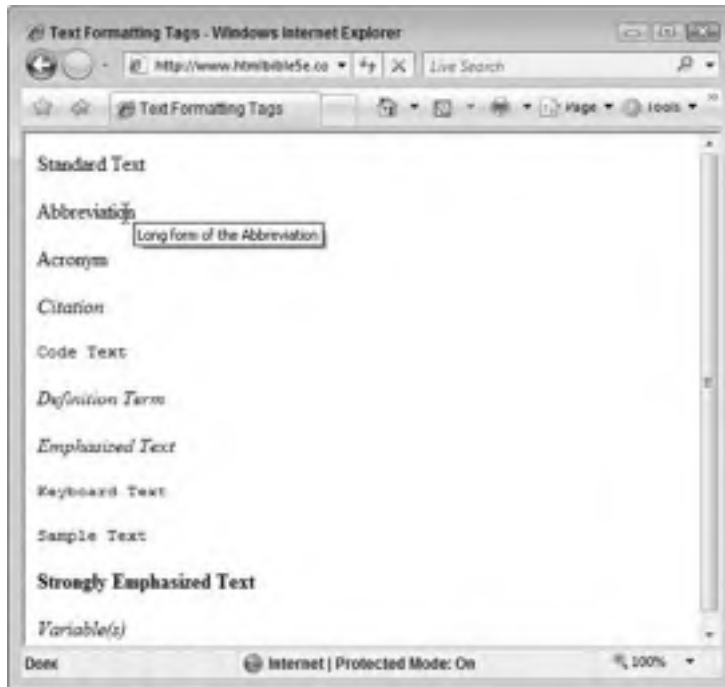 Text Formatting Tags - Windows Internet Explorer
http://www.htmlbible5e.co Live Search
Text Formatting Tags Page Tools
Standard Text
Abbreviation
Long form of the Abbreviation
Acronym
Citation
Code Text
Definition Term
Emphasized Text
Keyboard Text
Sample Text
Strongly Emphasized Text
Variable(s)
Done Internet | Protected Mode: On 100%